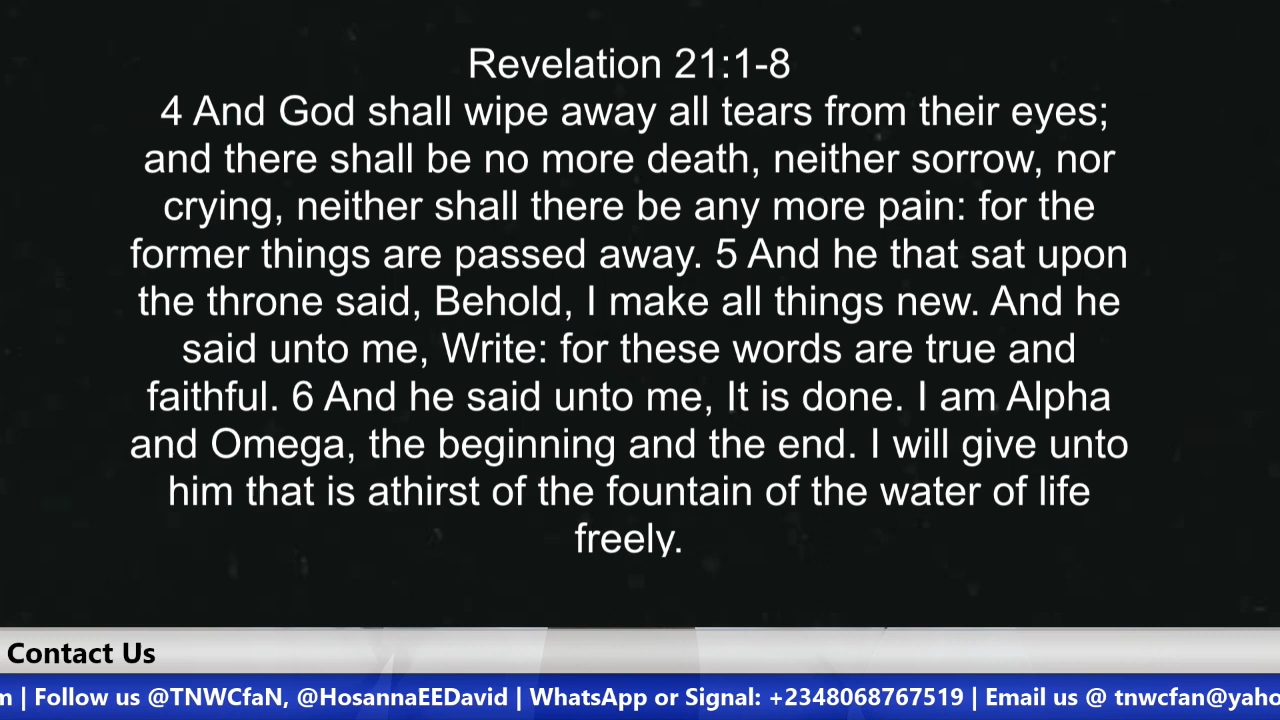 Revelation 21:1-8
4 And God shall wipe away all tears from their eyes;
and there shall be no more death, neither sorrow, nor
crying, neither shall there be any more pain: for the
former things are passed away. 5 And he that sat upon
the throne said, Behold, I make all things new. And he
said unto me, Write: for these words are true and
faithful. 6 And he said unto me, It is done. I am Alpha
and Omega, the beginning and the end. I will give unto
him that is athirst of the fountain of the water of life
freely.
Contact Us
m | Follow us @TNWCfaN, @HosannaEEDavid | WhatsApp or Signal: +2348068767519 | Email us @ tnwcfan@yaho